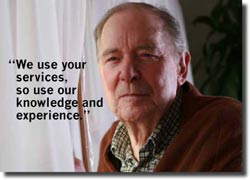 “We use your
services,
so use our
knowledge and
experience.”